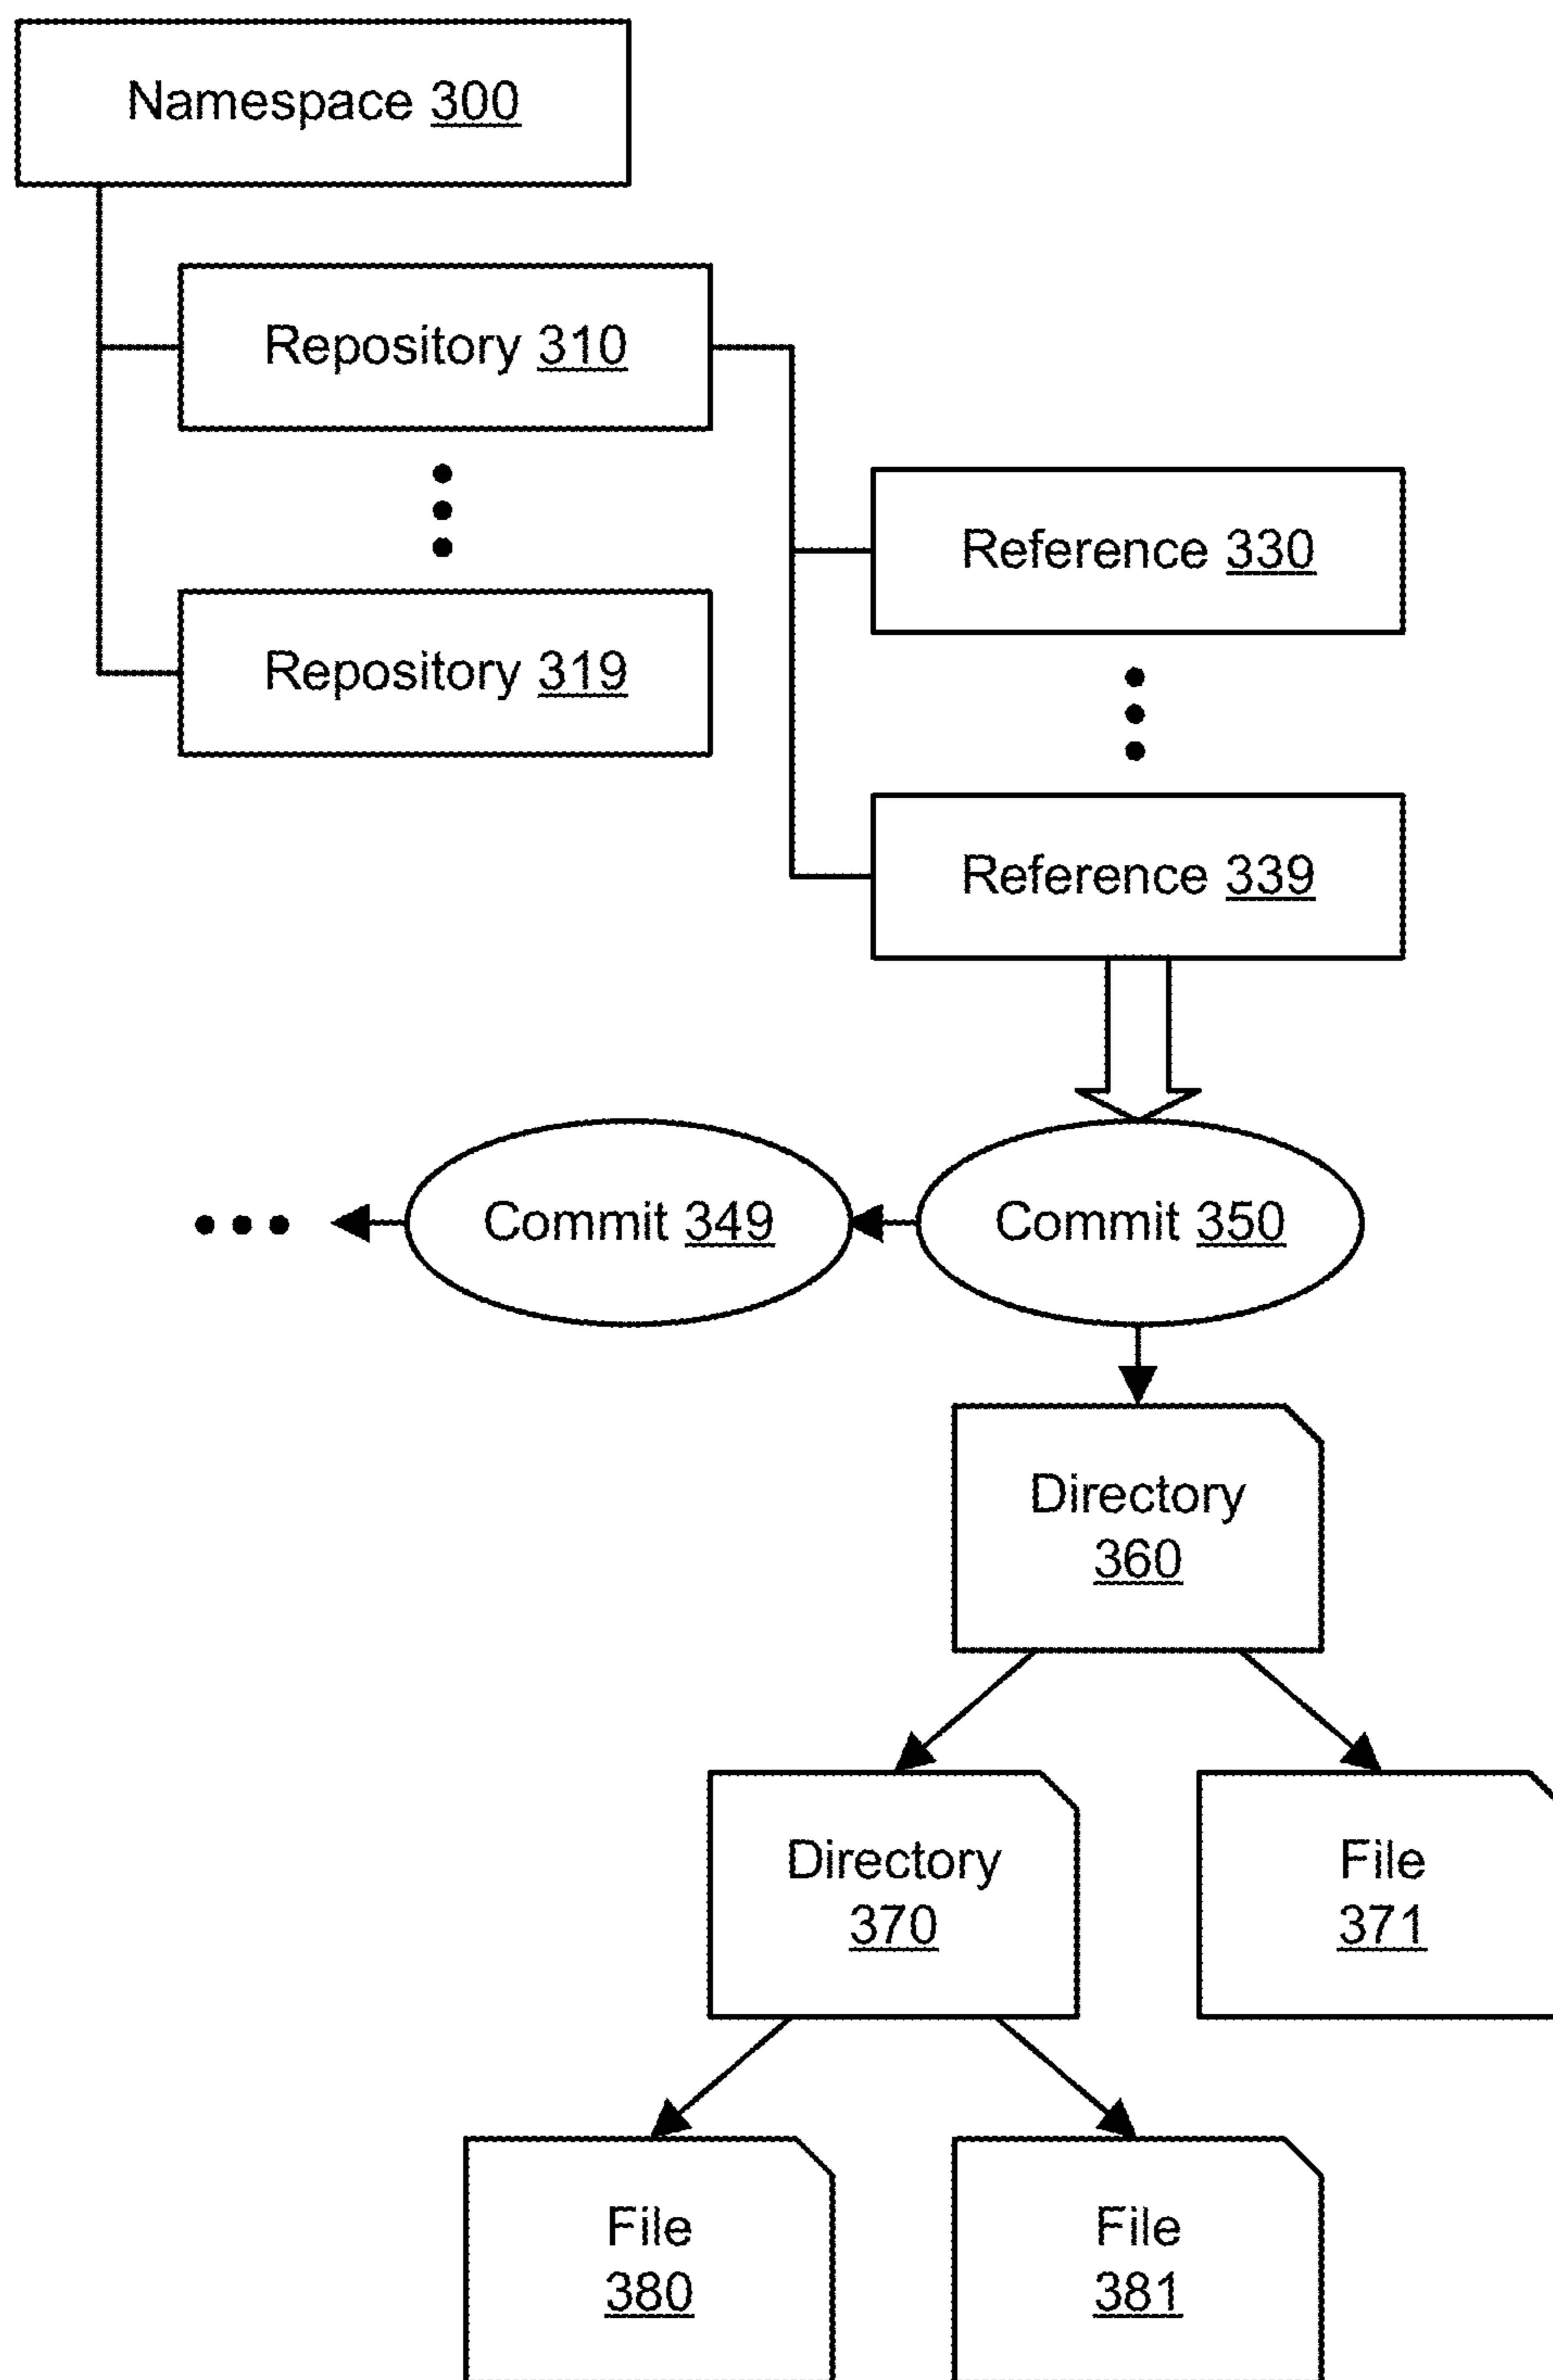 Namespace 300
Repository 310
Repository 319
Reference 330
Reference 339
Commit 349
Commit 350
Directory
360
Directory
370
File
371
File
380
File
381